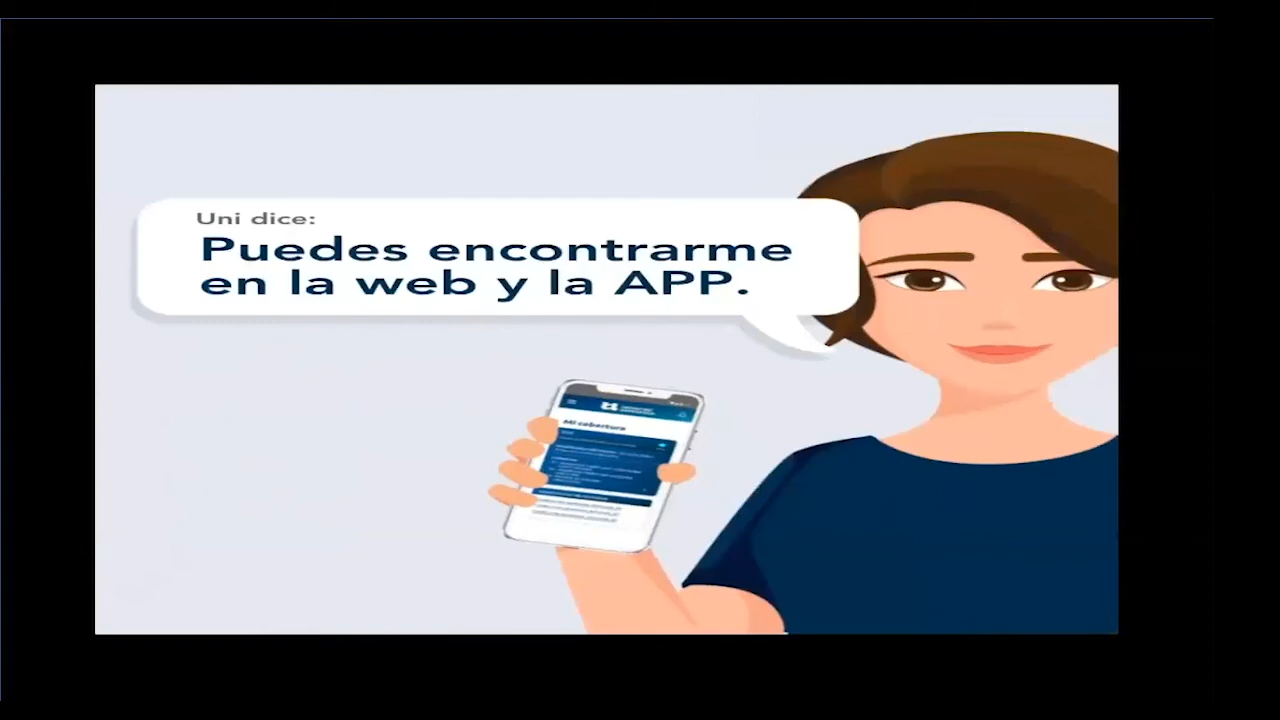 Uni dice:
Puedes encontrarme
en la web y la APP.
Mi cobertura